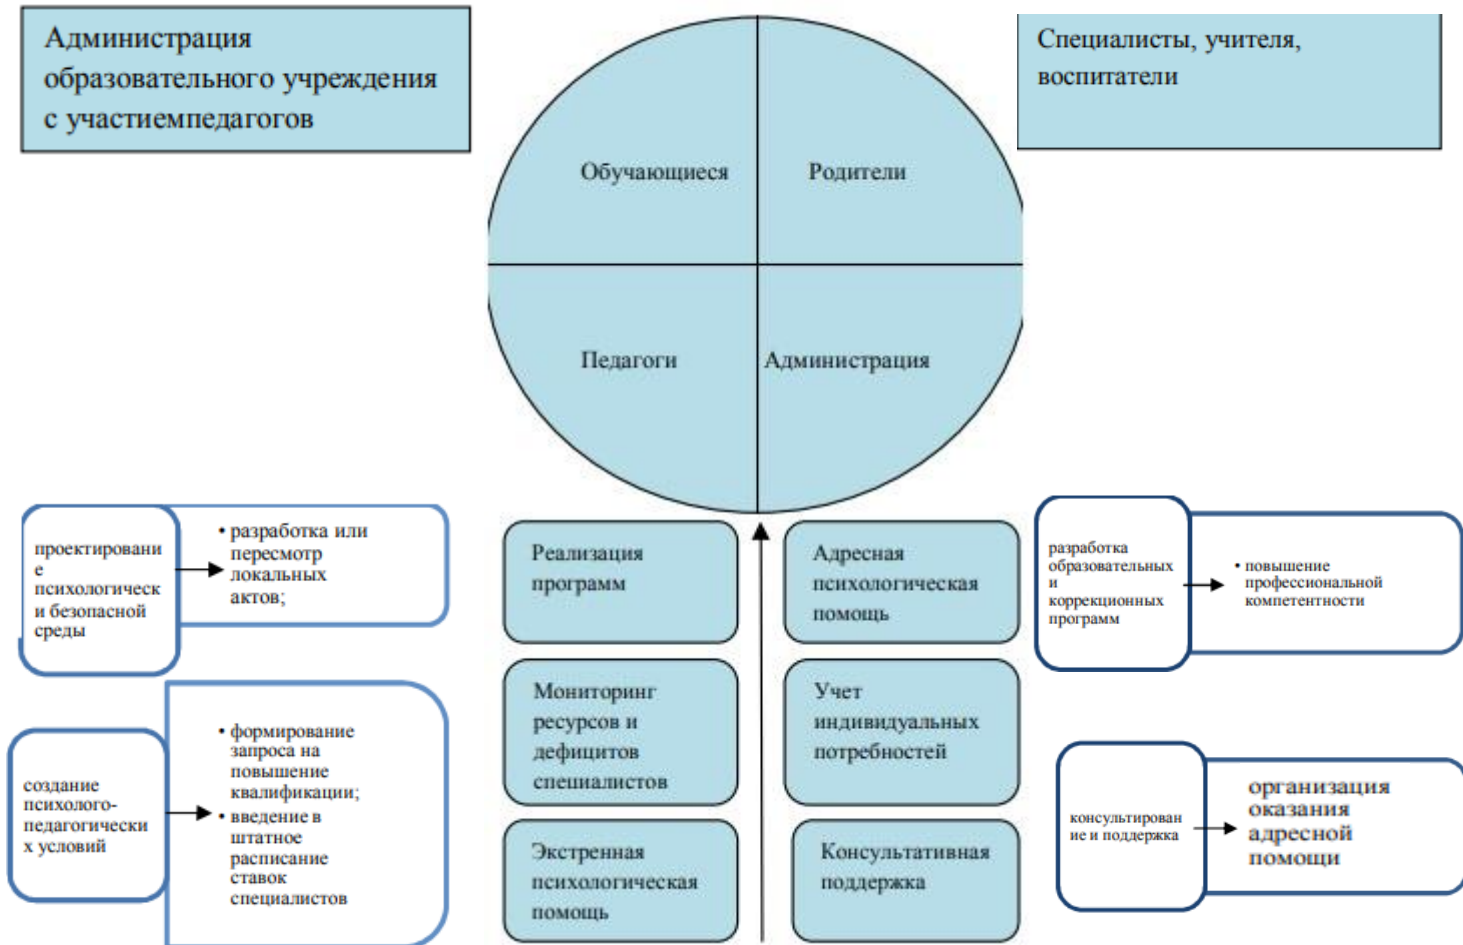 Администрация
образовательного учреждения
с участиемпедагогов
Специалисты, учителя,
воспитатели
Обучающиеся
Родители
Педагоги
Администрация
проектировани
е
психологическ
и безопасной
среды
• разработка или
пересмотр
локальных
актов;
создание
психолого-
педагогически
х условий
• формирование
запроса на
повышение
квалификации;
• введение в
штатное
расписание
ставок
специалистов
Реализация
программ
Адресная
психологическая
помощь
Мониторинг
ресурсов и
дефицитов
специалистов
Учет
индивидуальных
потребностей
Экстренная
психологическая
помощь
Консультативная
поддержка
разработка
образовательных
и
коррекционных
программ
• повышение
профессиональной
компетентности
консультирован
ие и поддержка
организация
оказания
адресной
помощи